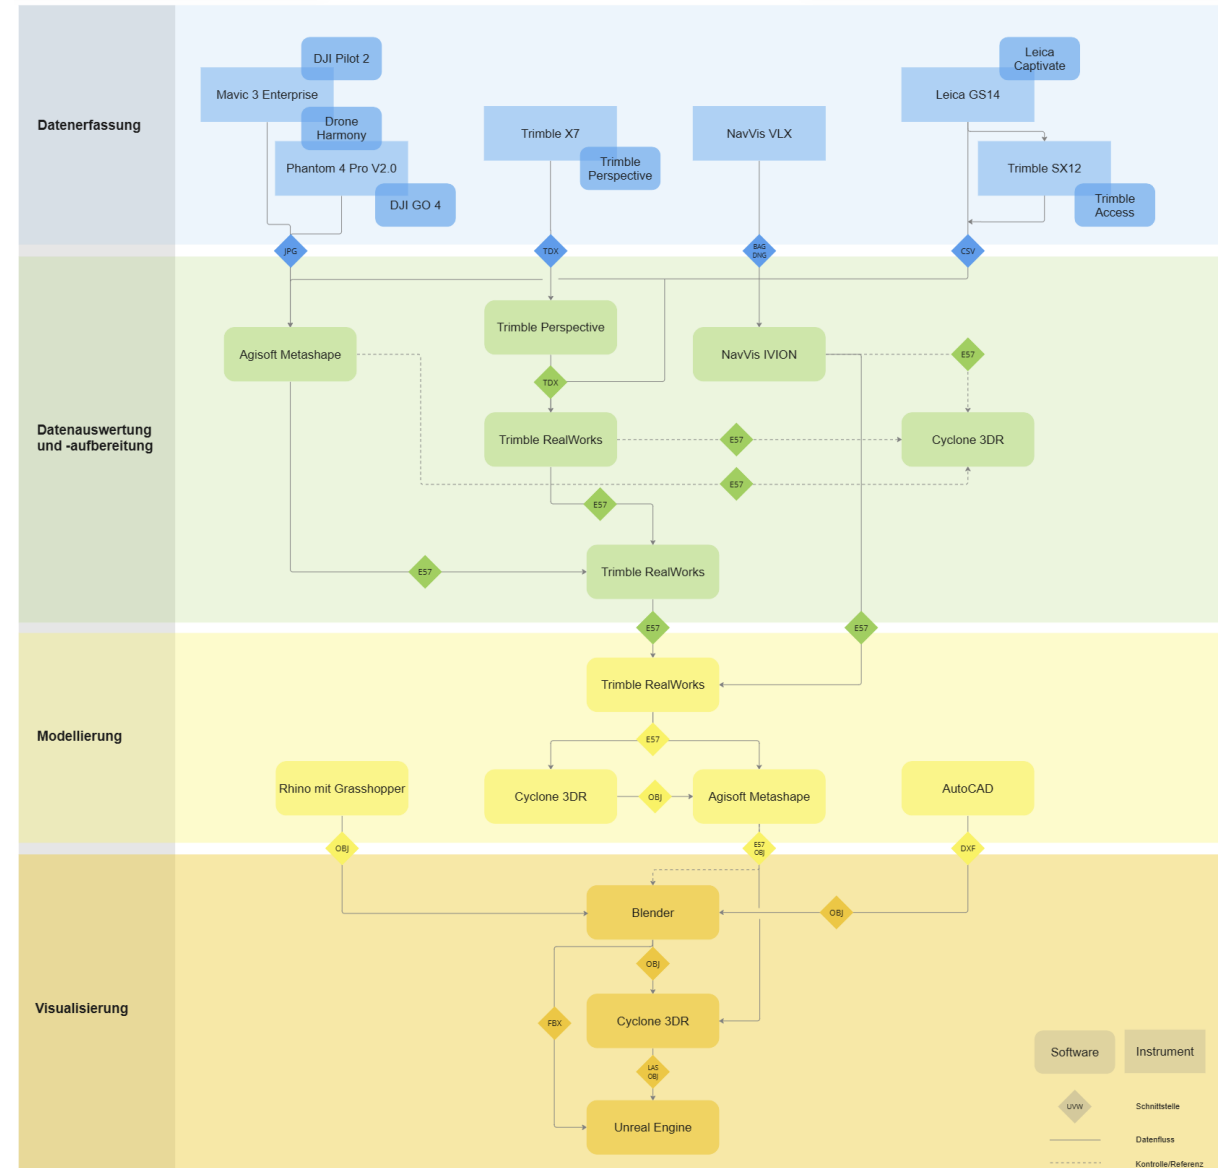 Datenerfassung
DJI Pilot 2
Mavic 3 Enterprise
Drone
Harmony
Phantom 4 Pro V2.0
DJI GO 4
Trimble X7
Trimble
Perspective
NavVis VLX
Leica
Captivate
Leica GS14
Trimble SX12
Trimble
Access
JPG
TDX
BAG
DNG
CSV
Datenauswertung
und -aufbereitung
Agisoft Metashape
Trimble Perspective
NavVis IVION
E57
TDX
Trimble RealWorks
E57
Cyclone 3DR
E57
E57
E57
Trimble RealWorks
E57
E57
Modellierung
Trimble RealWorks
E57
Rhino mit Grasshopper
Cyclone 3DR
OBJ
Agisoft Metashape
AutoCAD
OBJ
E57
OBJ
DXF
Visualisierung
Blender
OBJ
OBJ
FBX
Cyclone 3DR
LAS
OBJ
Unreal Engine
Software
Instrument
UVW
Schnittstelle
Datenfluss
Kontrolle/Referenz